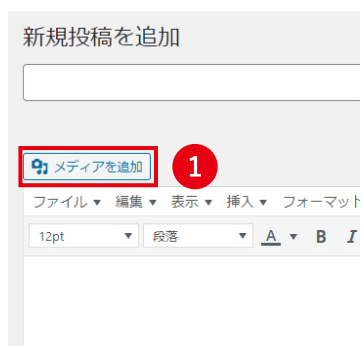 新規投稿を追加
メディアを追加
1
ファイル ▼ 編集 ▼ 表示 ▼ 挿入 ▼ フォーマット
12pt ▼ 段落 ▼ A ▼ B I